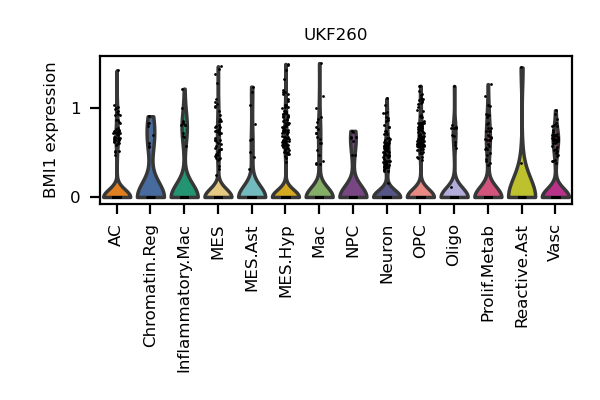 UKF260
BMI1 expression
1
0
AC
Chromatin.Reg
Inflammatory.Mac
MES
MES.Ast
MES.Hyp
Mac
NPC
Neuron
OPC
Oligo
Prolif.Metab
Reactive.Ast
Vasc